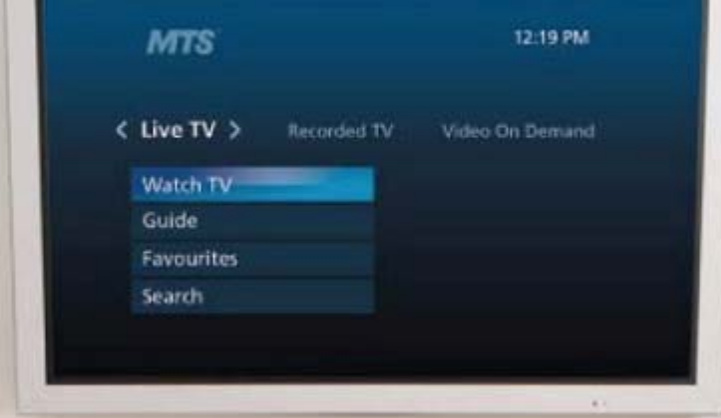 MTS 12:19 PM
< Live TV > Recorded TV Video On Demand
Watch TV
Guide
Favourites
Search